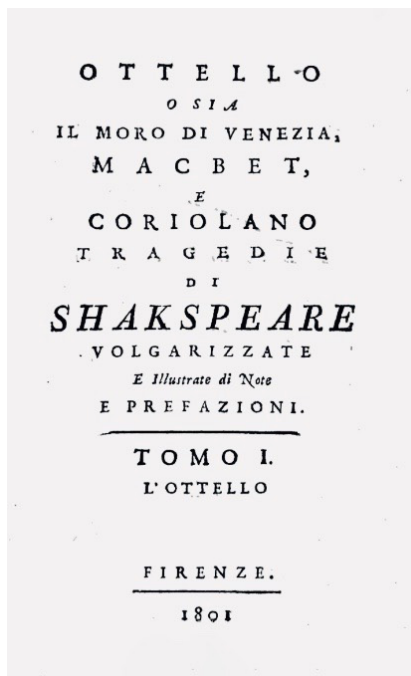 OTTELLO
O SIA
IL MORO DI VENEZIA,
MACBET,
E
CORIOLANO
TRAGEDIE
DI
SHAKSPEARE
VOLGARIZZATE
E Illustrate di Note
E PREFAZIONI.
TOMO I.
L'OTTELLO
FIRENZE.
1801